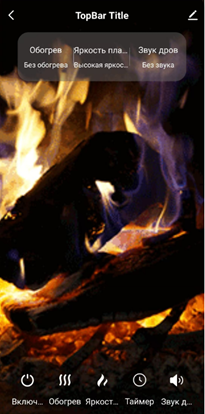 TopBar Title
Обогрев Яркость пла... Звук дров
Без обогрева Высокая яркос... Без звука
Включ... Обогрев Яркост... Таймер Звук д...